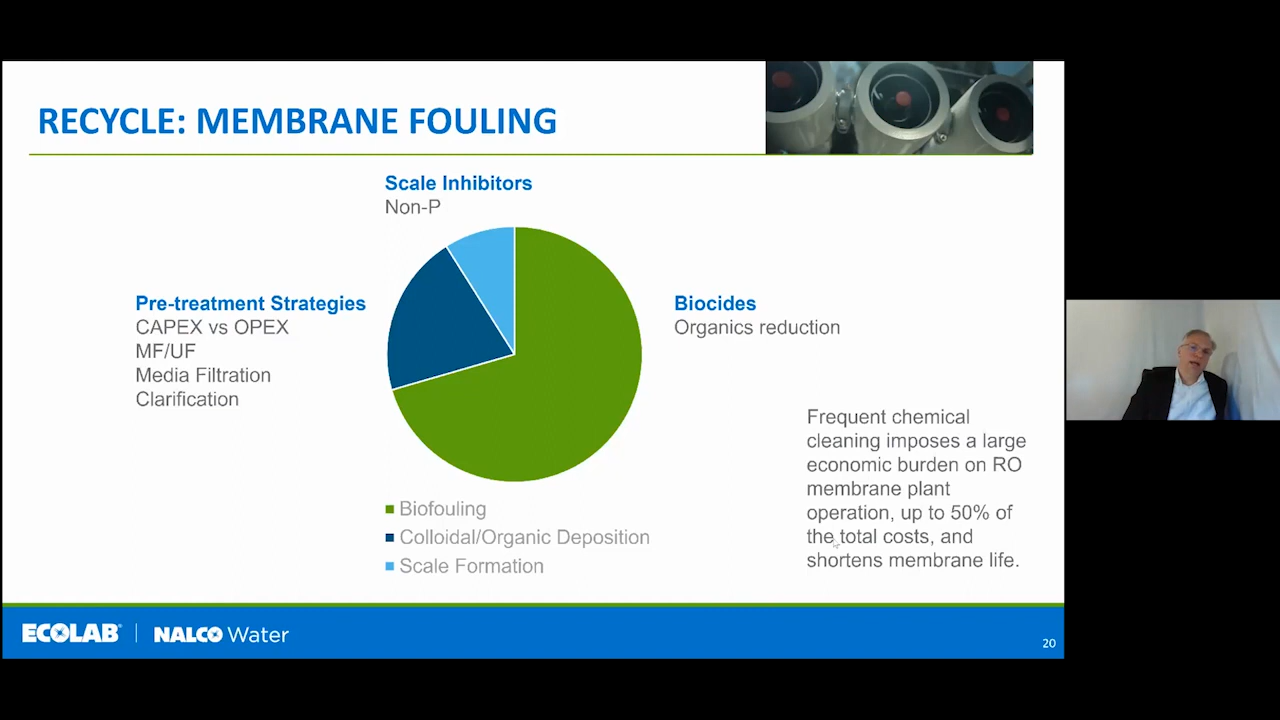 RECYCLE: MEMBRANE FOULING
Scale Inhibitors
Non-P
Pre-treatment Strategies
CAPEX vs OPEX
MF/UF
Media Filtration
Clarification
Biocides
Organics reduction
Frequent chemical
cleaning imposes a large
economic burden on RO
membrane plant
operation, up to 50% of
the total costs, and
shortens membrane life.
Biofouling
Colloidal/Organic Deposition
Scale Formation
ECOLAB®
NALCO Water
20